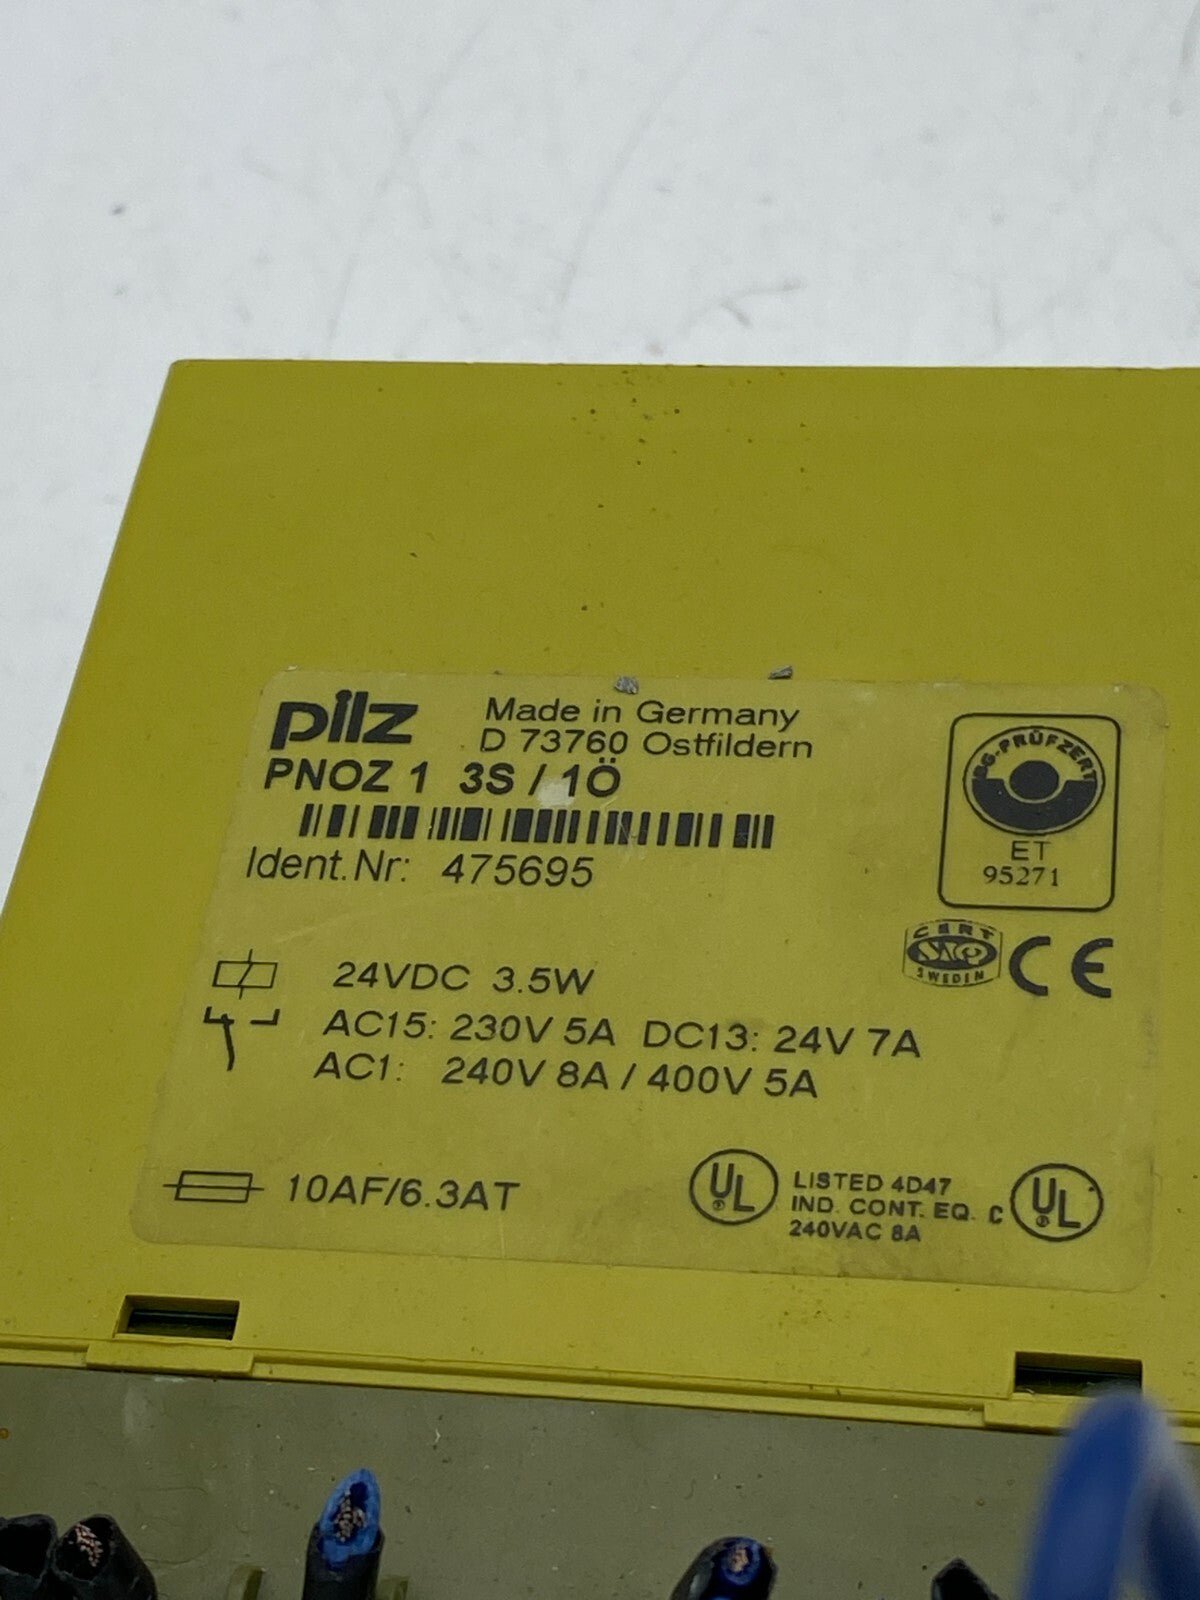 pilz
Made in Germany
D 73760 Ostfildern
PNOZ 1 3S / 1Ö
Ident.Nr: 475695
BG-PRÜFZERT
ET
95271
CERT
SWEDEN
CE
24VDC 3.5W
AC15: 230V 5A DC13: 24V 7A
AC1: 240V 8A / 400V 5A
10AF/6.3AT
UL
LISTED 4D47
IND. CONT. EQ.
240VAC 8A
C UL